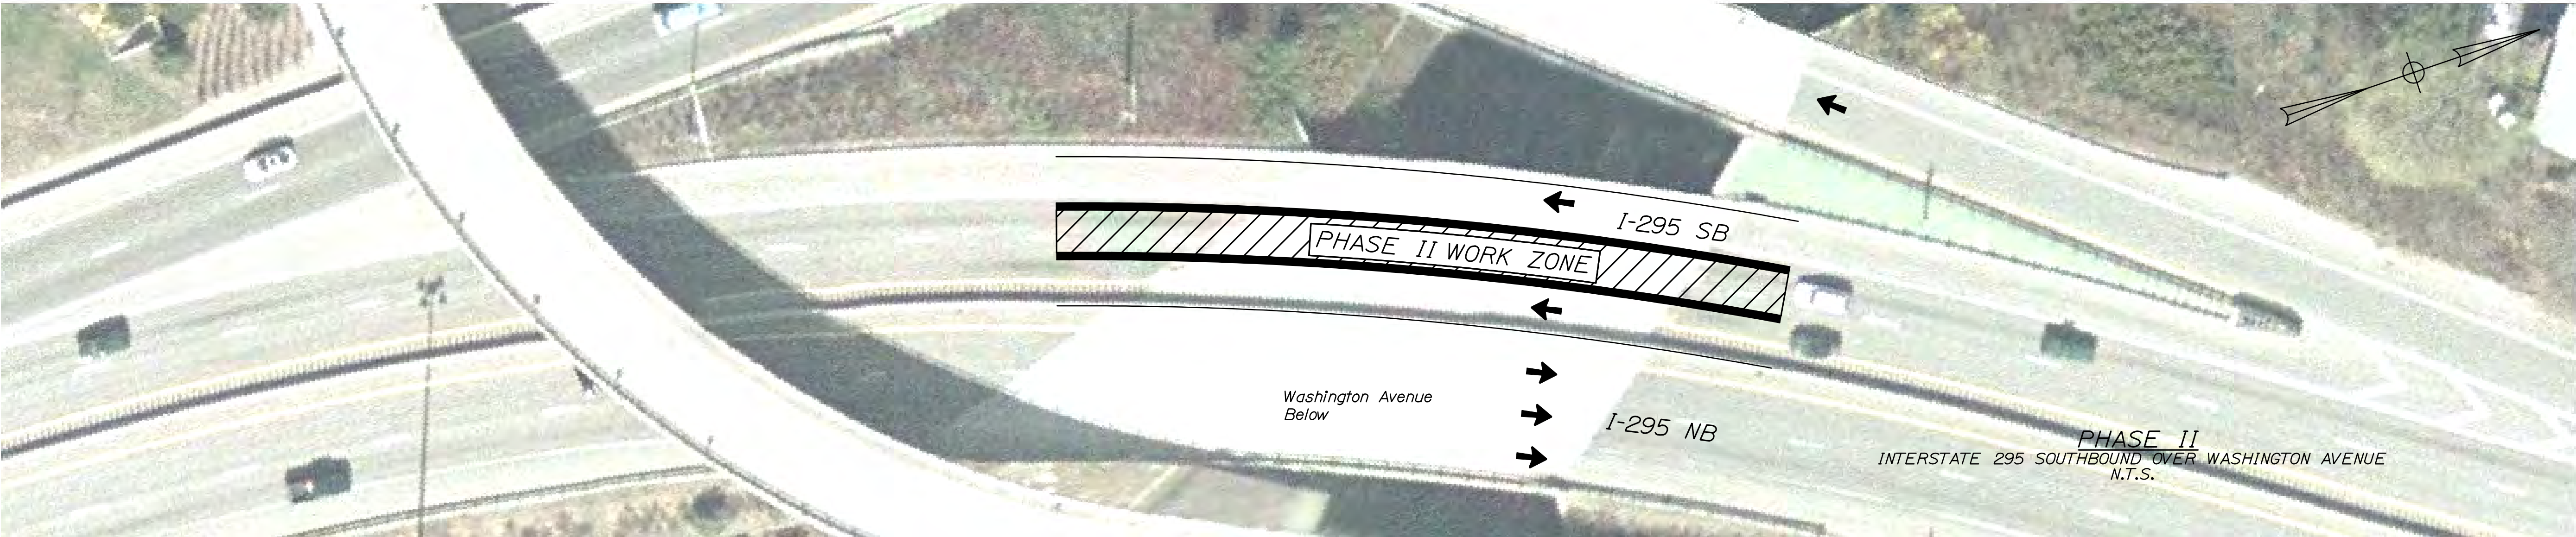 I-295 SB
PHASE II WORK ZONE
Washington Avenue
Below
I-295 NB
PHASE II
INTERSTATE 295 SOUTHBOUND OVER WASHINGTON AVENUE
N.T.S.